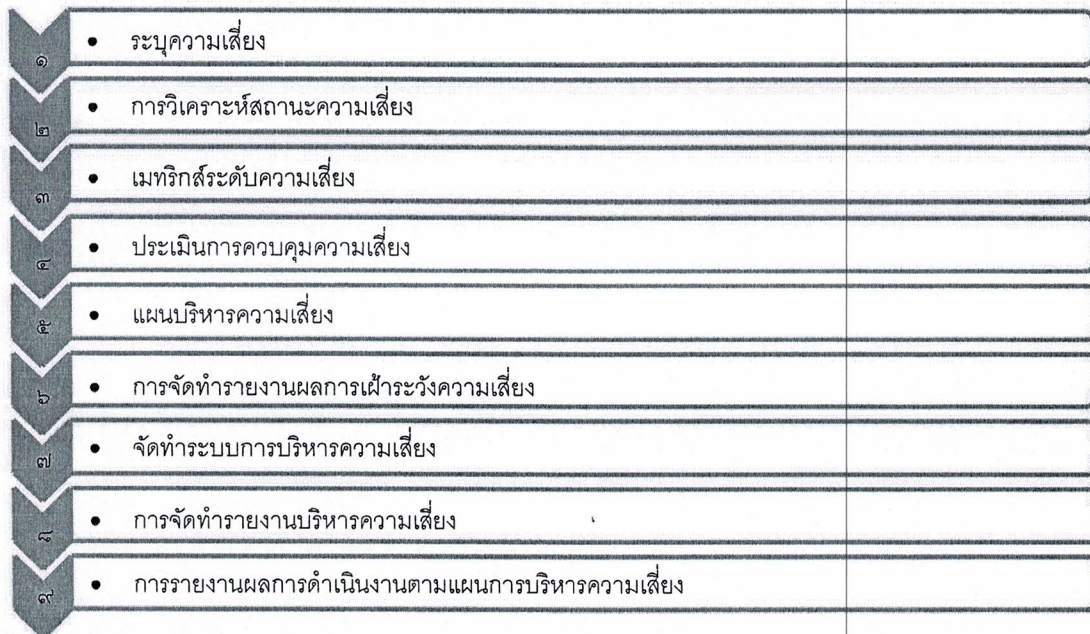 ๑ • ระบุความเสี่ยง
๒ • การวิเคราะห์สถานะความเสี่ยง
๓ • เมทริกส์ระดับความเสี่ยง
๔ • ประเมินการควบคุมความเสี่ยง
๕ • แผนบริหารความเสี่ยง
๖ • การจัดทำรายงานผลการเฝ้าระวังความเสี่ยง
๗ • จัดทำระบบการบริหารความเสี่ยง
๘ • การจัดทำรายงานบริหารความเสี่ยง
๙ • การรายงานผลการดำเนินงานตามแผนการบริหารความเสี่ยง